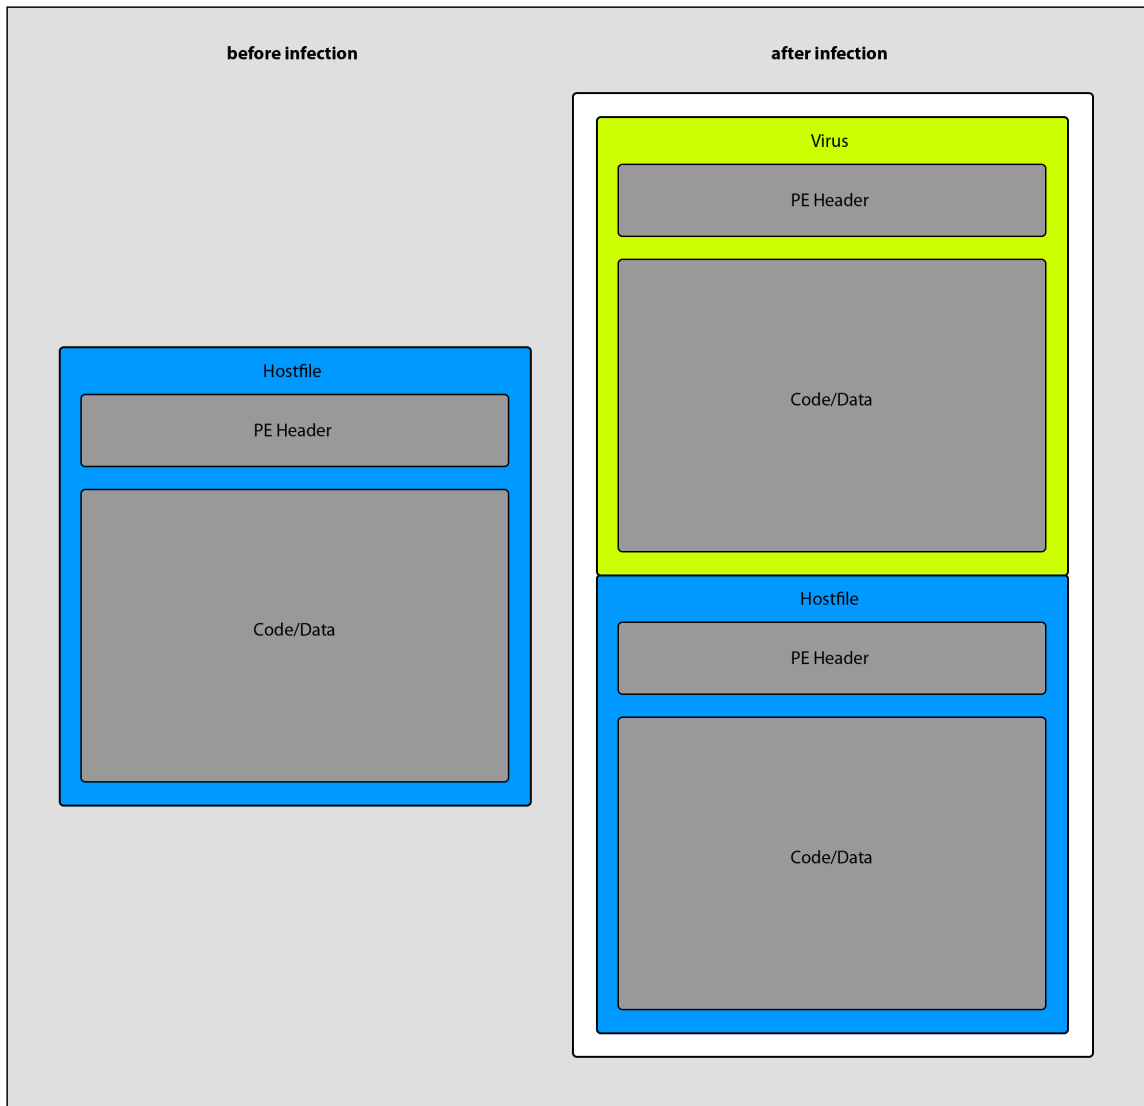 before infection
after infection
Hostfile
PE Header
Code/Data
Virus
PE Header
Code/Data
Hostfile
PE Header
Code/Data